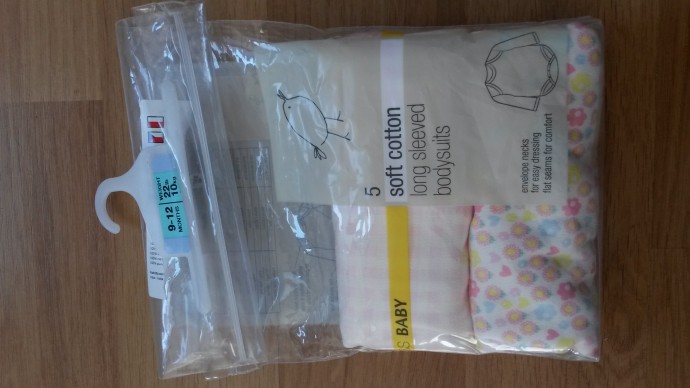 5
soft cotton
long sleeved
bodysuits
envelope necks
for easy dressing
flat seams for comfort
S BABY
9-12
MONTHS
WEIGHT
22lb
10KG